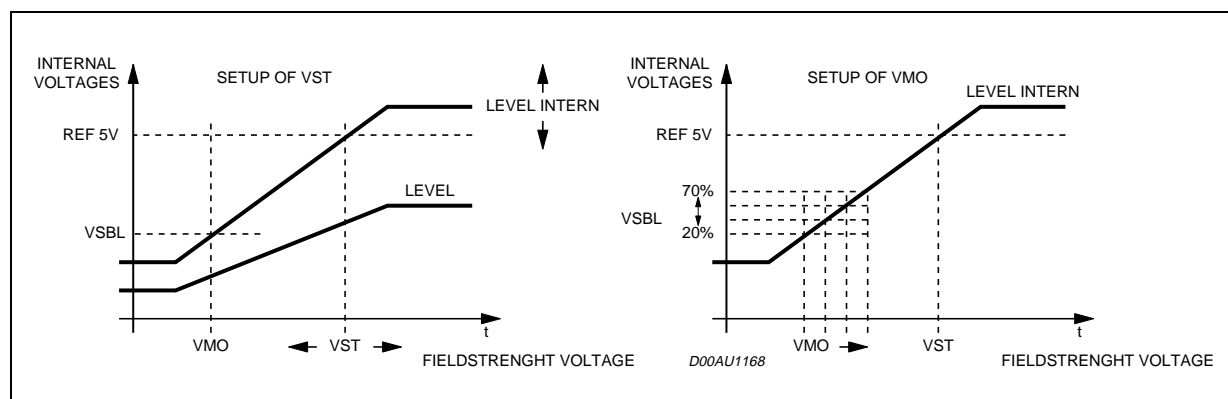 INTERNAL
VOLTAGES
SETUP OF VST
LEVEL INTERN
REF 5V
LEVEL
VSBL
t
VMO
VST
FIELDSTRENGHT VOLTAGE
INTERNAL
VOLTAGES
SETUP OF VMO
LEVEL INTERN
REF 5V
70%
VSBL
20%
t
VMO
VST
D00AU1168
FIELDSTRENGHT VOLTAGE